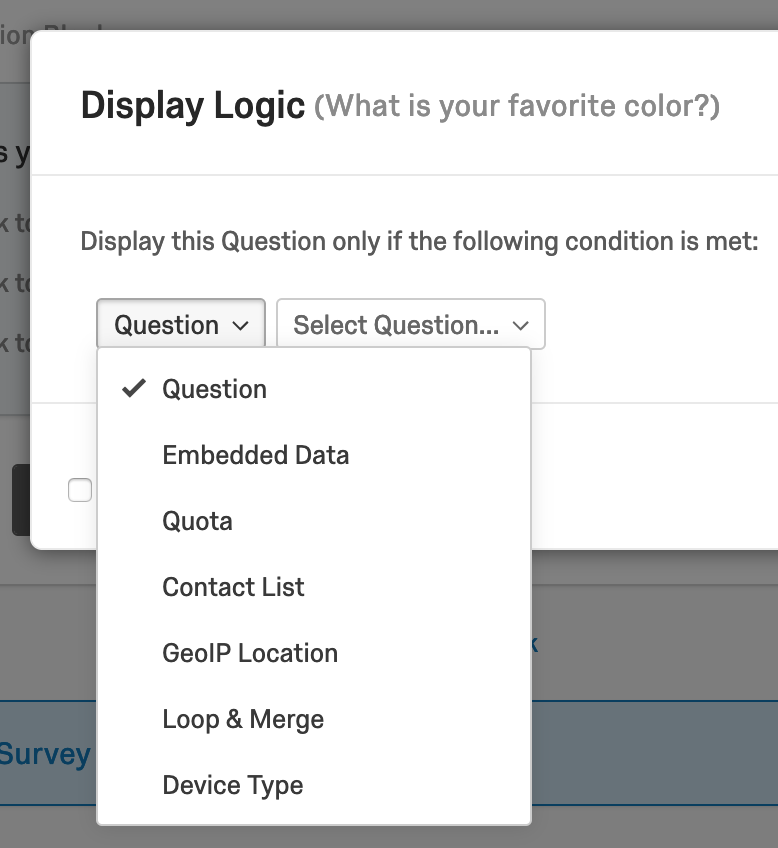 Display Logic (What is your favorite color?)
Display this Question only if the following condition is met:
Question Select Question...
Question
Embedded Data
Quota
Contact List
GeoIP Location
Loop & Merge
Device Type
Survey